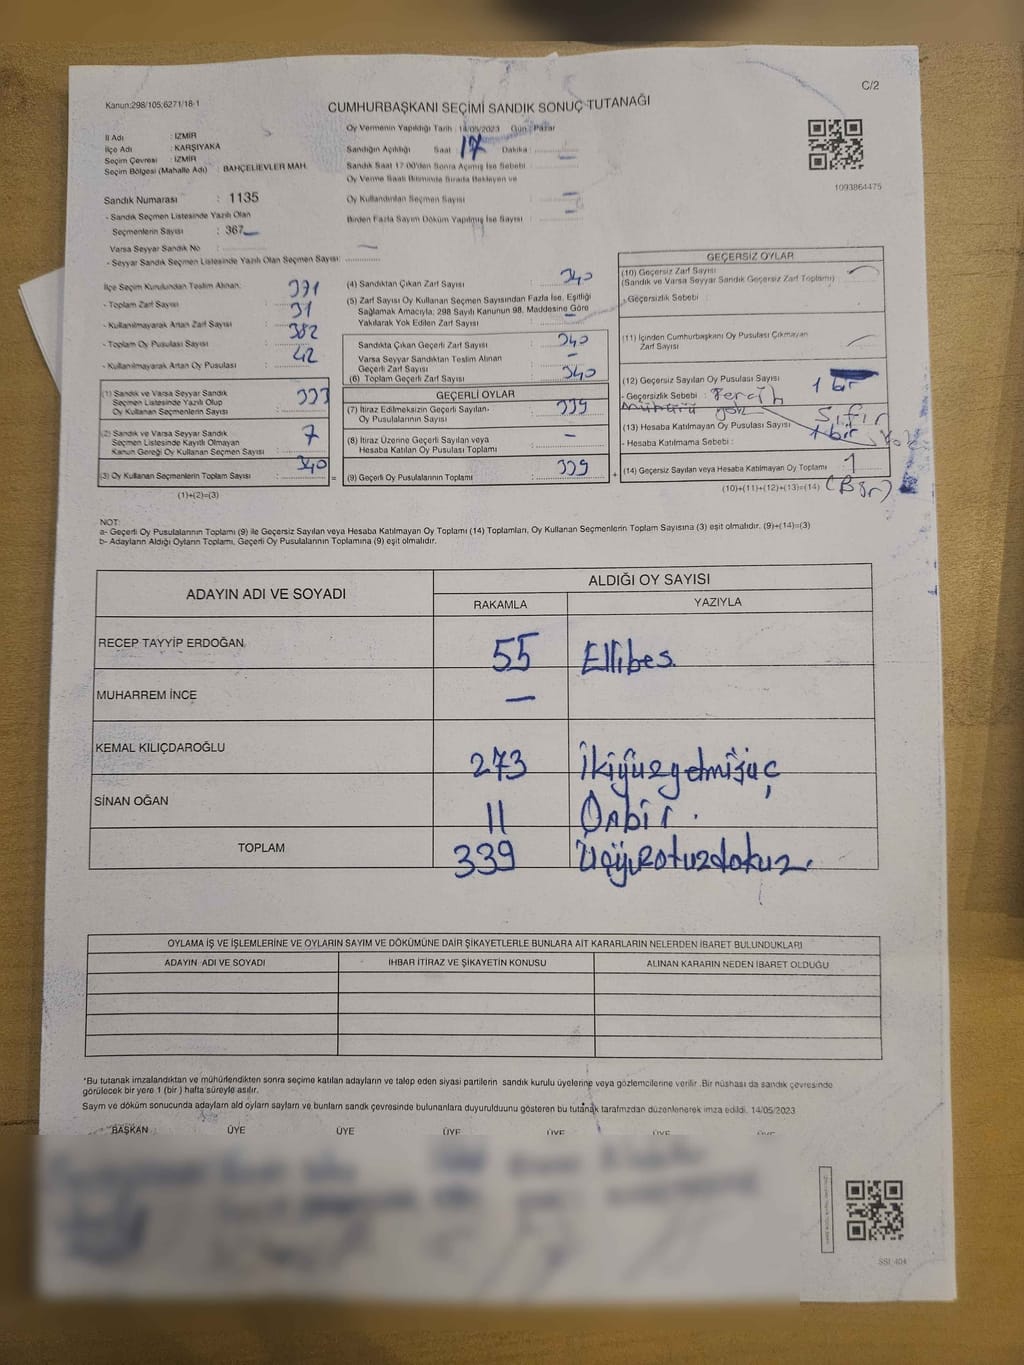 C/2
Kanun:298/105,6271/18-1
CUMHURBAŞKANI SEÇİMİ SANDIK SONUÇ TUTANAĞI
İl Adı : İZMİR
İlçe Adı : KARŞIYAKA
Seçim Çevresi : İZMİR
Seçim Bölgesi (Mahalle Adı) : BAHÇELİEVLER MAH.
Oy Vermenin Yapıldığı Tarih : 14/05/2023 Gün : Pazar
Sandığın Açıldığı Saat 17 Dakika : –
Sandık Saat 17:00'den Sonra Açılmış İse Sebebi : –
Oy Verme Saati Bitiminde Sırada Bekleyen ve
Oy Kullandırılan Seçmen Sayısı : –
Birden Fazla Sayım Döküm Yapılmış İse Sayısı : –
1093864475
Sandık Numarası : 1135
- Sandık Seçmen Listesinde Yazılı Olan
Seçmenlerin Sayısı : 367
Varsa Seyyar Sandık No : –
- Seyyar Sandık Seçmen Listesinde Yazılı Olan Seçmen Sayısı:
İlçe Seçim Kurulundan Teslim Alınan:
- Toplam Zarf Sayısı : 371
- Kullanılmayarak Artan Zarf Sayısı : 31
- Toplam Oy Pusulası Sayısı : 382
- Kullanılmayarak Artan Oy Pusulası : 42
(1) Sandık ve Varsa Seyyar Sandık
Seçmen Listesinde Yazılı Olup
Oy Kullanan Seçmenlerin Sayısı : 333
(2) Sandık ve Varsa Seyyar Sandık
Seçmen Listesinde Kayıtlı Olmayan
Kanun Gereği Oy Kullanan Seçmen Sayısı : 7
(3) Oy Kullanan Seçmenlerin Toplam Sayısı : 340
(1)+(2)=(3)
(4) Sandıktan Çıkan Zarf Sayısı : 340
(5) Zarf Sayısı Oy Kullanan Seçmen Sayısından Fazla İse, Eşitliği
Sağlamak Amacıyla; 298 Sayılı Kanunun 98. Maddesine Göre
Yakılarak Yok Edilen Zarf Sayısı : –
Sandıkta Çıkan Geçerli Zarf Sayısı : 340
Varsa Seyyar Sandıktan Teslim Alınan
Geçerli Zarf Sayısı : –
(6) Toplam Geçerli Zarf Sayısı : 340
GEÇERLİ OYLAR
(7) İtiraz Edilmeksizin Geçerli Sayılan
Oy Pusulalarının Sayısı : 339
(8) İtiraz Üzerine Geçerli Sayılan veya
Hesaba Katılan Oy Pusulası Toplamı : –
(9) Geçerli Oy Pusulalarının Toplamı : 339
GEÇERSİZ OYLAR
(10) Geçersiz Zarf Sayısı
(Sandık ve Varsa Seyyar Sandık Geçersiz Zarf Toplamı) : –
- Geçersizlik Sebebi :
(11) İçinden Cumhurbaşkanı Oy Pusulası Çıkmayan
Zarf Sayısı : –
(12) Geçersiz Sayılan Oy Pusulası Sayısı : 1 bir
- Geçersizlik Sebebi : Tercih
mühürü yok
(13) Hesaba Katılmayan Oy Pusulası Sayısı : 1 bir Sıfır
- Hesaba Katılmama Sebebi :
(14) Geçersiz Sayılan veya Hesaba Katılmayan Oy Toplamı : 1
(10)+(11)+(12)+(13)=(14) (Bir)
NOT:
a- Geçerli Oy Pusulalarının Toplamı (9) ile Geçersiz Sayılan veya Hesaba Katılmayan Oy Toplamı (14) Toplamları, Oy Kullanan Seçmenlerin Toplam Sayısına (3) eşit olmalıdır. (9)+(14)=(3)
b- Adayların Aldığı Oyların Toplamı, Geçerli Oy Pusulalarının Toplamına (9) eşit olmalıdır.
ADAYIN ADI VE SOYADI ALDIĞI OY SAYISI
RAKAMLA YAZIYLA
RECEP TAYYİP ERDOĞAN 55 Ellibes.
MUHARREM İNCE –
KEMAL KILIÇDAROĞLU 273 İkiyüzyetmişüç
SİNAN OĞAN 11 Onbir.
TOPLAM 339 Üçyüzotuzdokuz.
OYLAMA İŞ VE İŞLEMLERİNE VE OYLARIN SAYIM VE DÖKÜMÜNE DAİR ŞİKAYETLERLE BUNLARA AİT KARARLARIN NELERDEN İBARET BULUNDUKLARI
ADAYIN ADI VE SOYADI İHBAR İTİRAZ VE ŞİKAYETİN KONUSU ALINAN KARARIN NEDEN İBARET OLDUĞU
*Bu tutanak imzalandıktan ve mühürlendikten sonra seçime katılan adayların ve talep eden siyasi partilerin sandık kurulu üyelerine veya gözlemcilerine verilir .Bir nüshası da sandık çevresinde
görülecek bir yere 1 (bir ) hafta süreyle asılır.
Sayım ve döküm sonucunda adayların ald oyların sayları ve bunların sandk çevresinde bulunanlara duyurulduunu gösteren bu tutanak tarafmzdan düzenlenerek imza edildi. 14/05/2023
BAŞKAN ÜYE ÜYE ÜYE ÜYE ÜYE ÜYE
SSI: 404